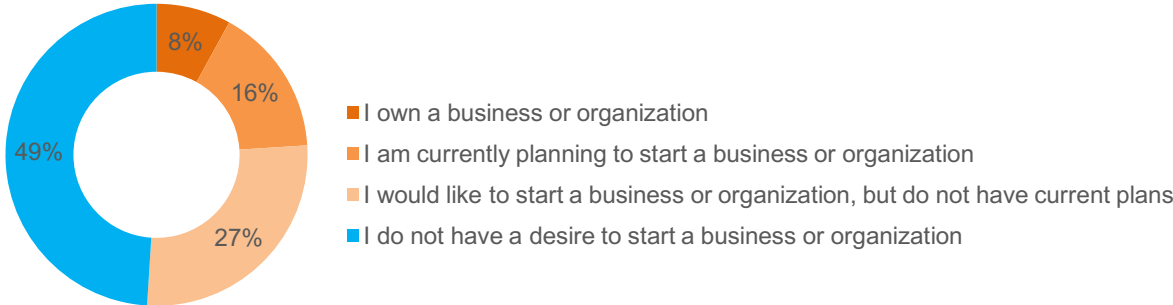 8%
16%
27%
49%
I own a business or organization
I am currently planning to start a business or organization
I would like to start a business or organization, but do not have current plans
I do not have a desire to start a business or organization